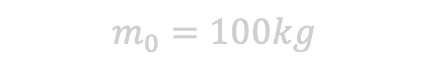 m₀ = 100kg